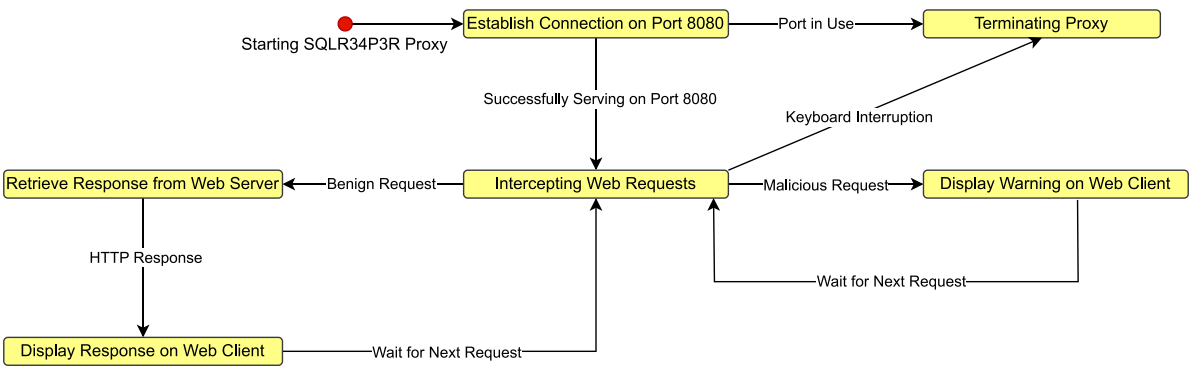 Establish Connection on Port 8080
Port in Use
Terminating Proxy
Starting SQLR34P3R Proxy
Successfully Serving on Port 8080
Keyboard Interruption
Retrieve Response from Web Server
Benign Request
Intercepting Web Requests
Malicious Request
Display Warning on Web Client
HTTP Response
Wait for Next Request
Display Response on Web Client
Wait for Next Request